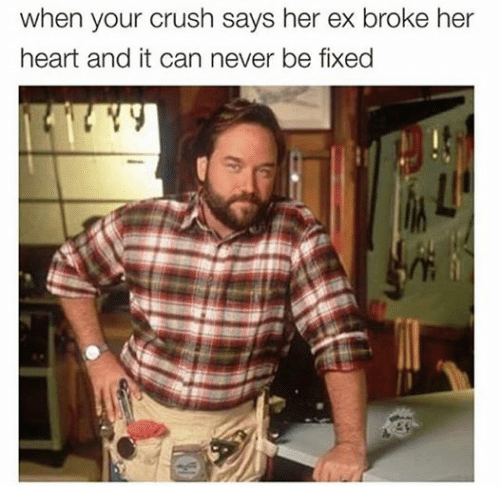 when your crush says her ex broke her
heart and it can never be fixed